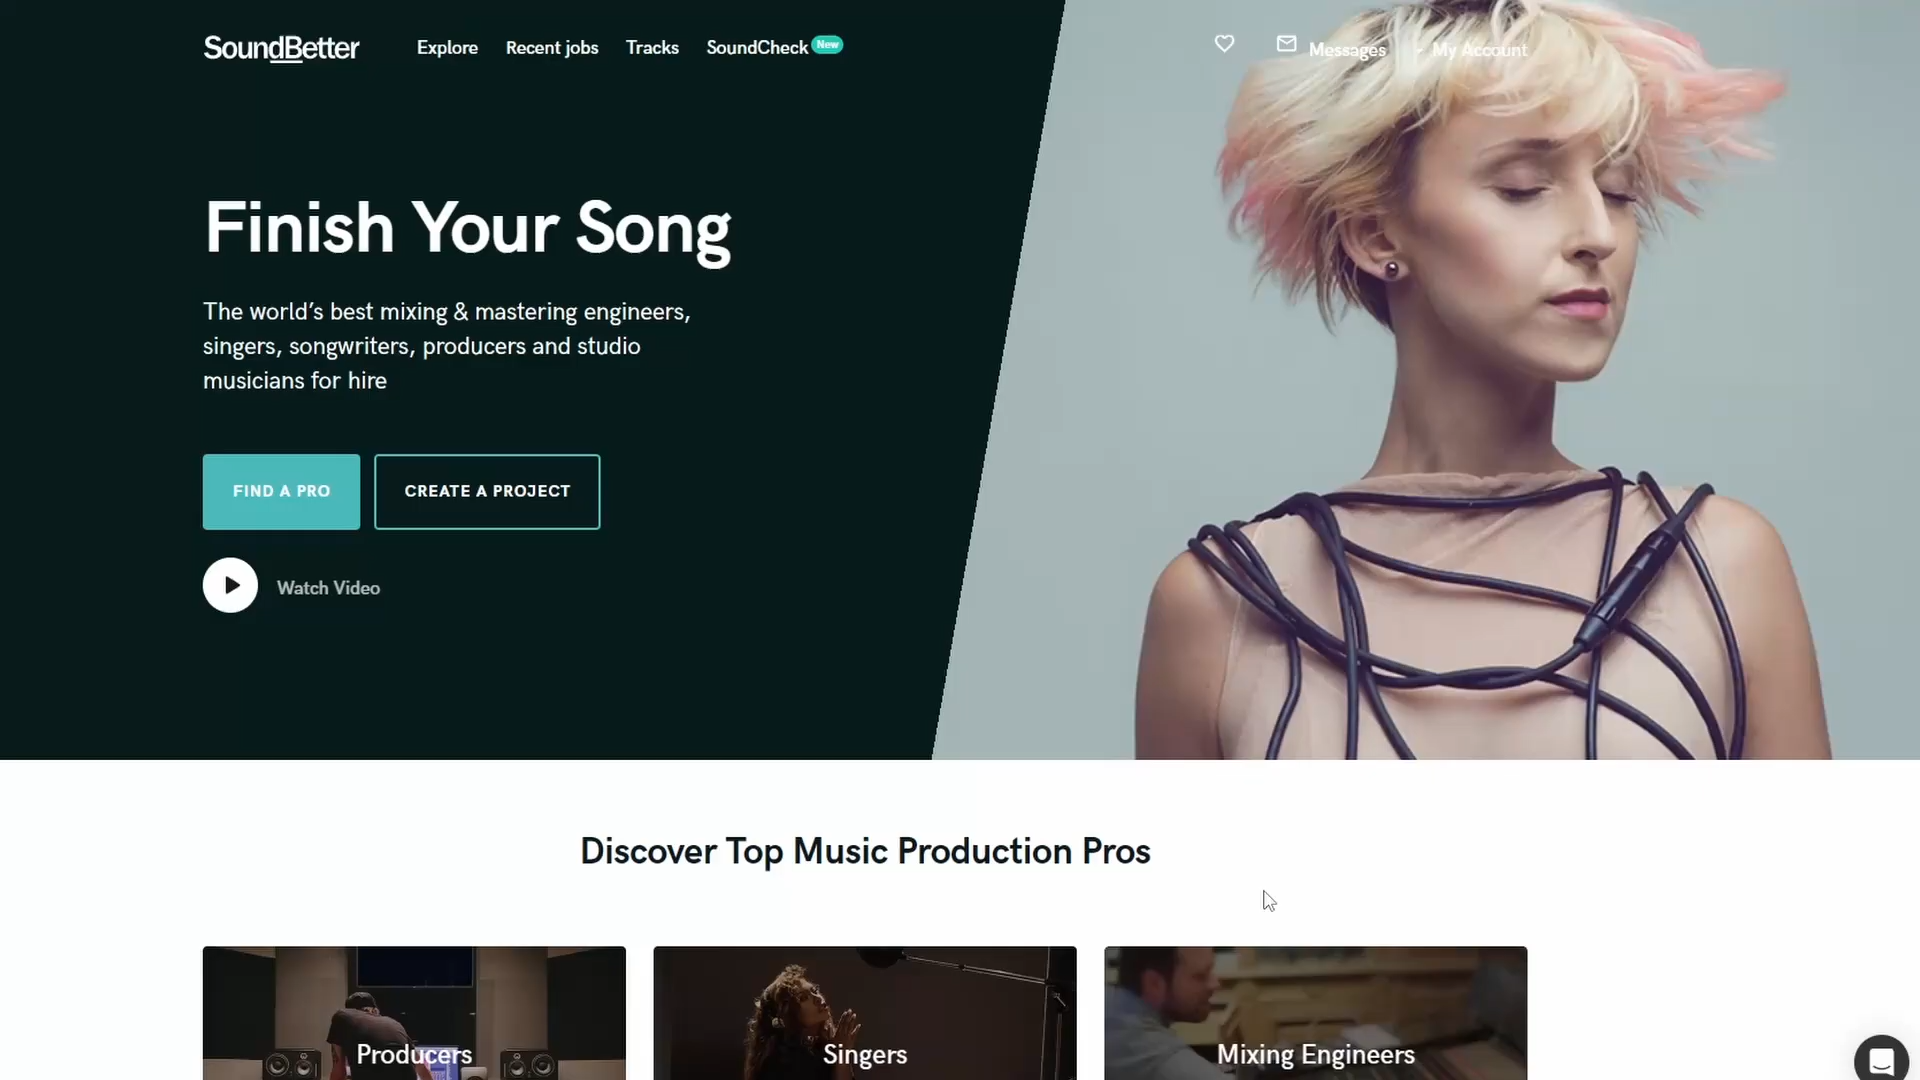 SoundBetter
Explore
Recent jobs
Tracks
SoundCheck New
Messages
My Account
Finish Your Song
The world’s best mixing & mastering engineers,
singers, songwriters, producers and studio
musicians for hire
FIND A PRO
CREATE A PROJECT
Watch Video
Discover Top Music Production Pros
Producers
Singers
Mixing Engineers